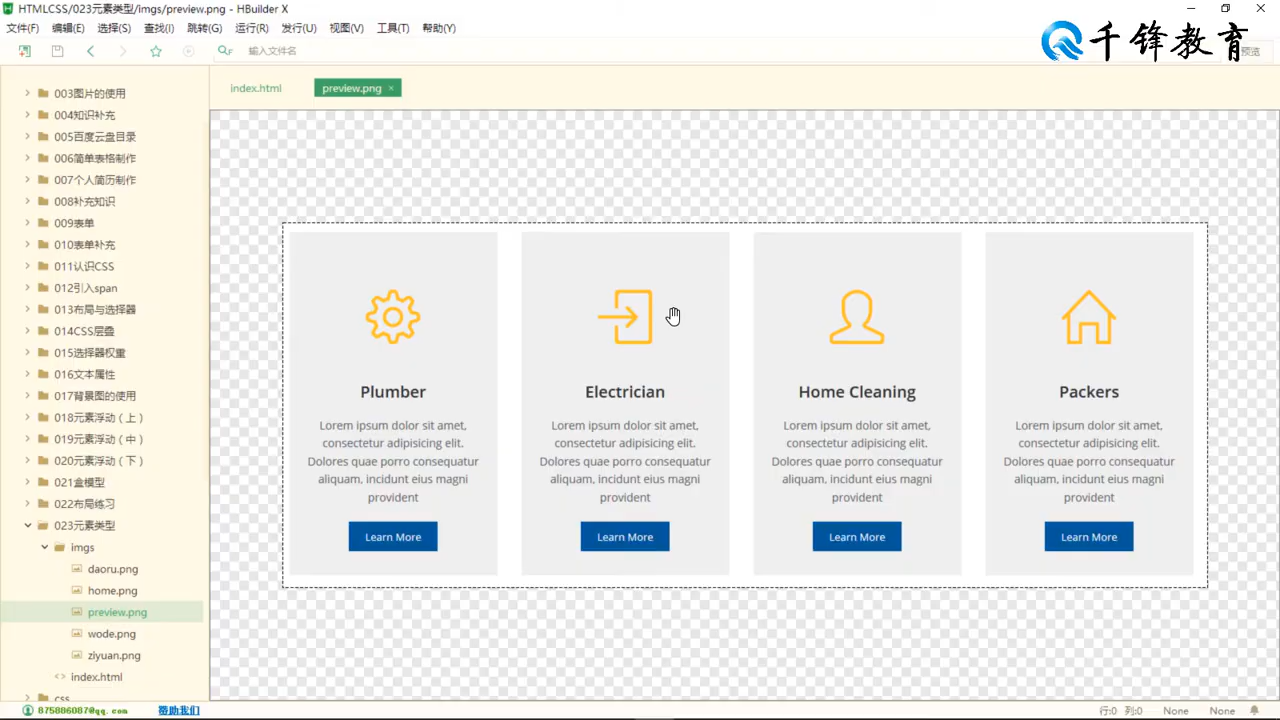 HTMLCSS/023元素类型/imgs/preview.png - HBuilder X
文件(F) 编辑(E) 选择(S) 查找(I) 跳转(G) 运行(R) 发行(U) 视图(V) 工具(T) 帮助(Y)
输入文件名
预览
千锋教育
index.html
preview.png ×
003图片的使用
004知识补充
005百度云盘目录
006简单表格制作
007个人简历制作
008补充知识
009表单
010表单补充
011认识CSS
012引入span
013布局与选择器
014CSS层叠
015选择器权重
016文本属性
017背景图的使用
018元素浮动（上）
019元素浮动（中）
020元素浮动（下）
021盒模型
022布局练习
023元素类型
imgs
daoru.png
home.png
preview.png
wode.png
ziyuan.png
index.html
css
Plumber
Lorem ipsum dolor sit amet,
consectetur adipisicing elit.
Dolores quae porro consequatur
aliquam, incidunt eius magni
provident
Learn More
Electrician
Lorem ipsum dolor sit amet,
consectetur adipisicing elit.
Dolores quae porro consequatur
aliquam, incidunt eius magni
provident
Learn More
Home Cleaning
Lorem ipsum dolor sit amet,
consectetur adipisicing elit.
Dolores quae porro consequatur
aliquam, incidunt eius magni
provident
Learn More
Packers
Lorem ipsum dolor sit amet,
consectetur adipisicing elit.
Dolores quae porro consequatur
aliquam, incidunt eius magni
provident
Learn More
875886087@qq.com 赞助我们
行:0 列:0 None None